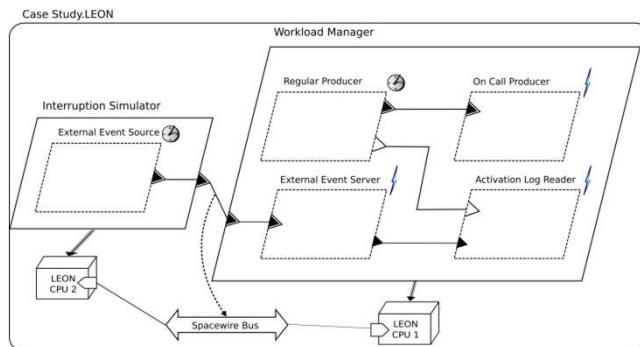 Case Study.LEON
Workload Manager
Regular Producer
On Call Producer
Interruption Simulator
External Event Source
External Event Server
Activation Log Reader
LEON
CPU 2
Spacewire Bus
LEON
CPU 1